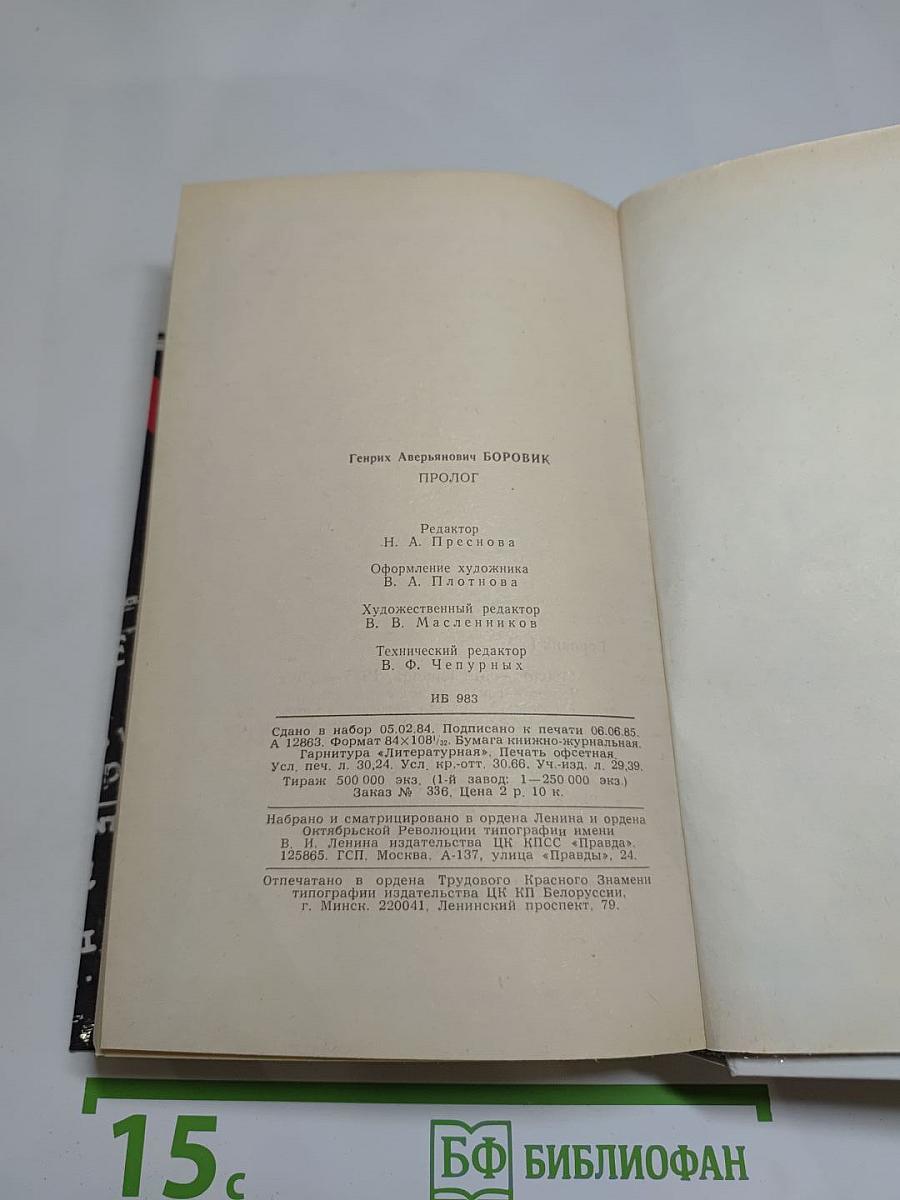 Генрих Аверьянович БОРОВИК
ПРОЛОГ
Редактор
Н. А. Преснова
Оформление художника
В. А. Плотнова
Художественный редактор
В. В. Масленников
Технический редактор
В. Ф. Чепурных
ИБ 983
Сдано в набор 05.02.84. Подписано к печати 06.06.85.
А 12863. Формат 84×108¹/₃₂. Бумага книжно-журнальная.
Гарнитура «Литературная». Печать офсетная.
Усл. печ. л. 30,24. Усл. кр.-отт. 30.66. Уч.-изд. л. 29,39.
Тираж 500 000 экз. (1-й завод: 1—250 000 экз.)
Заказ № 336. Цена 2 р. 10 к.
Набрано и сматрицировано в ордена Ленина и ордена
Октябрьской Революции типографии имени
В. И. Ленина издательства ЦК КПСС «Правда».
125865. ГСП, Москва, А-137, улица «Правды», 24.
Отпечатано в ордена Трудового Красного Знамени
типографии издательства ЦК КП Белоруссии,
г. Минск. 220041, Ленинский проспект, 79.
15 с
БФ БИБЛИОФАН